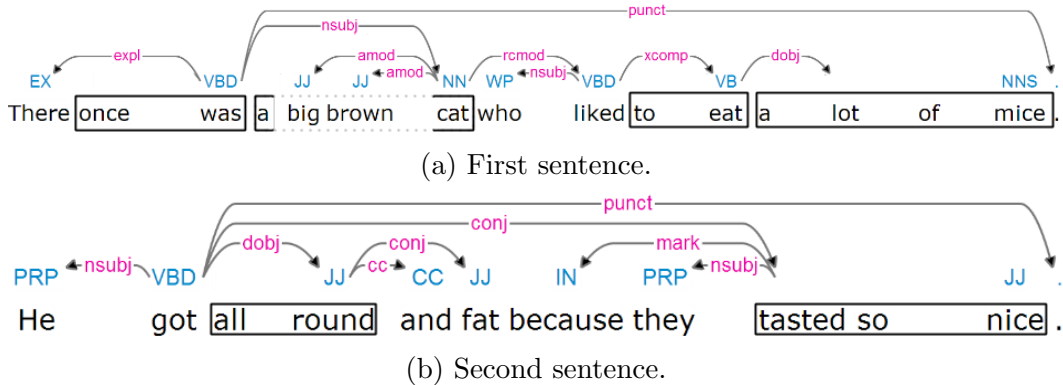 punct
nsubj
expl amod rcmod xcomp dobj
EX VBD JJ JJ amod NN WP nsubj VBD VB NNS .
There once was a big brown cat who liked to eat a lot of mice .
(a) First sentence.
punct
conj
dobj conj mark
PRP nsubj VBD JJ cc CC JJ IN PRP nsubj JJ .
He got all round and fat because they tasted so nice .
(b) Second sentence.